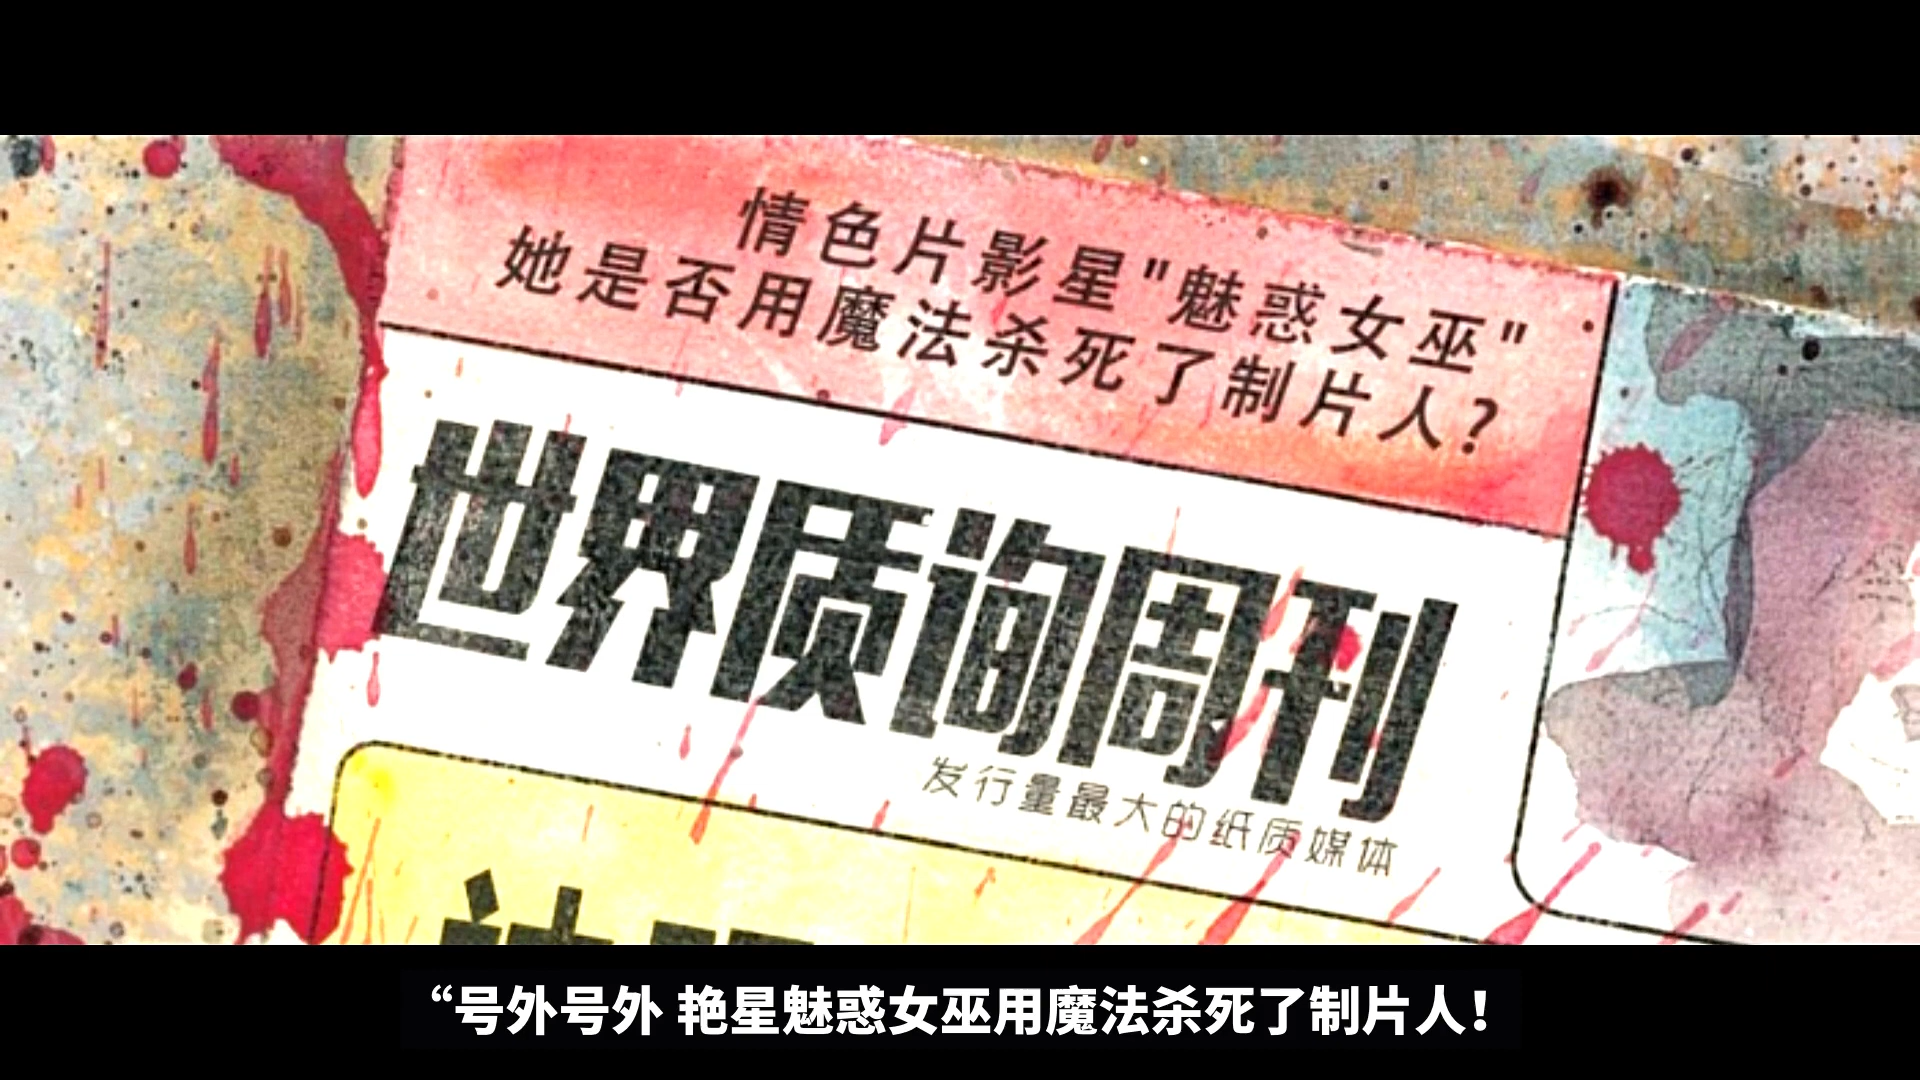 情色片影星"魅惑女巫"
她是否用魔法杀死了制片人?
世界质询周刊
发行量最大的纸质媒体
“号外号外 艳星魅惑女巫用魔法杀死了制片人！